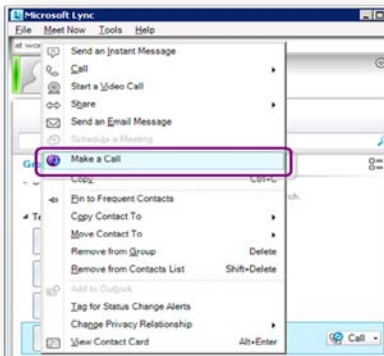 Microsoft Lync
File Meet Now Tools Help
Send an Instant Message
Call
Start a Video Call
Share
Send an Email Message
Schedule a Meeting
Make a Call
Copy Ctrl+C
Pin to Frequent Contacts
Copy Contact To
Move Contact To
Remove from Group Delete
Remove from Contacts List Shift+Delete
Add to Outlook
Tag for Status Change Alerts
Change Privacy Relationship
View Contact Card Alt+Enter
Call